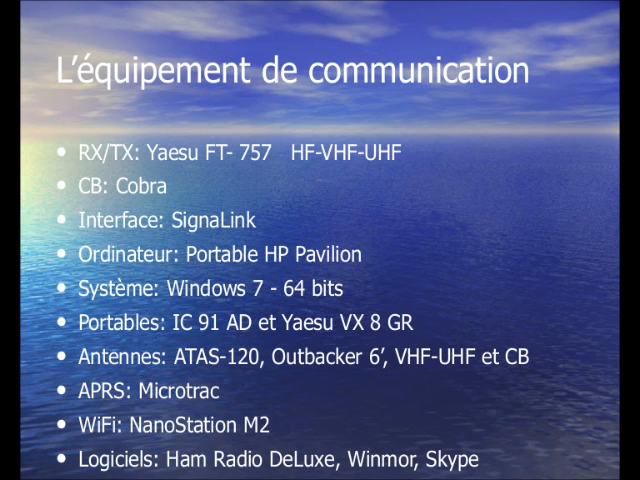 L’équipement de communication
• RX/TX: Yaesu FT- 757 HF-VHF-UHF
• CB: Cobra
• Interface: SignaLink
• Ordinateur: Portable HP Pavilion
• Système: Windows 7 - 64 bits
• Portables: IC 91 AD et Yaesu VX 8 GR
• Antennes: ATAS-120, Outbacker 6’, VHF-UHF et CB
• APRS: Microtrac
• WiFi: NanoStation M2
• Logiciels: Ham Radio DeLuxe, Winmor, Skype